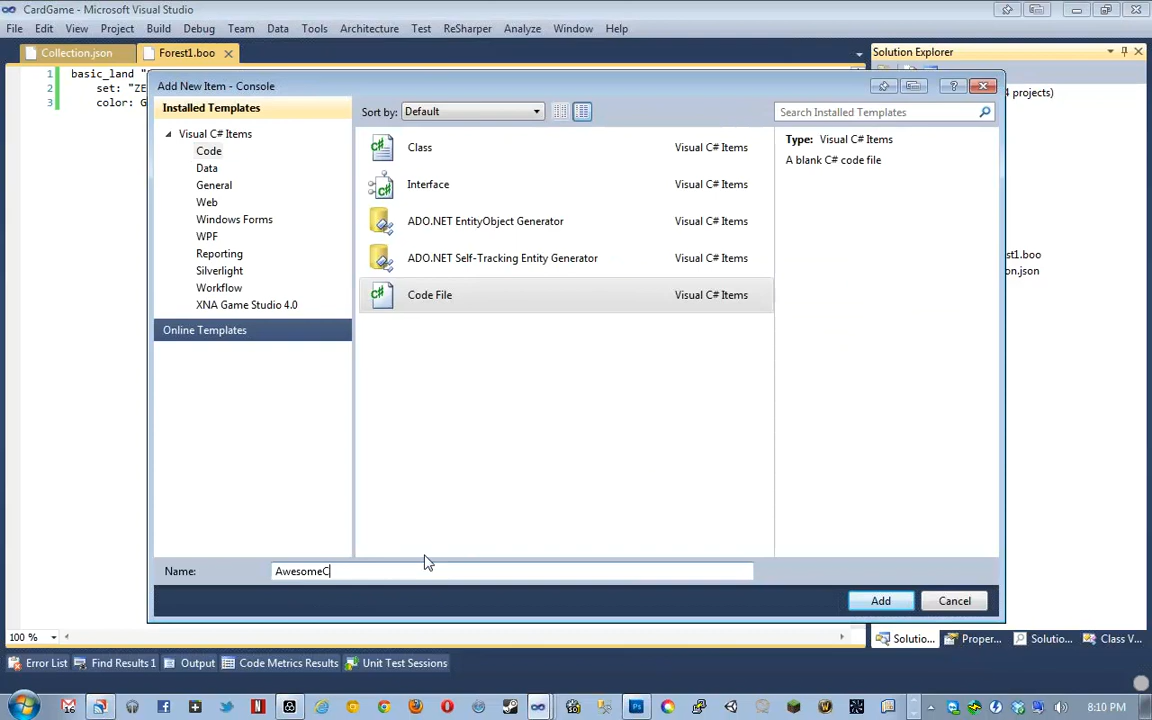 CardGame - Microsoft Visual Studio
File Edit View Project Build Debug Team Data Tools ReSharper Architecture Test ReSharper Analyze Window Help
Collection.json Forest1.boo
Solution Explorer
1 basic_land "
2 set: "ZE
3 color: G
4 projects)
st1.boo
on.json
Add New Item - Console
Installed Templates
Visual C# Items
Code
Data
General
Web
Windows Forms
WPF
Reporting
Silverlight
Workflow
XNA Game Studio 4.0
Online Templates
Sort by: Default
Search Installed Templates
Class Visual C# Items
Interface Visual C# Items
ADO.NET EntityObject Generator Visual C# Items
ADO.NET Self-Tracking Entity Generator Visual C# Items
Code File Visual C# Items
Type: Visual C# Items
A blank C# code file
Name: AwesomeC
Add Cancel
100 %
Solutio... Proper... Solutio... Class V...
Error List Find Results 1 Output Code Metrics Results Unit Test Sessions
16
8:10 PM